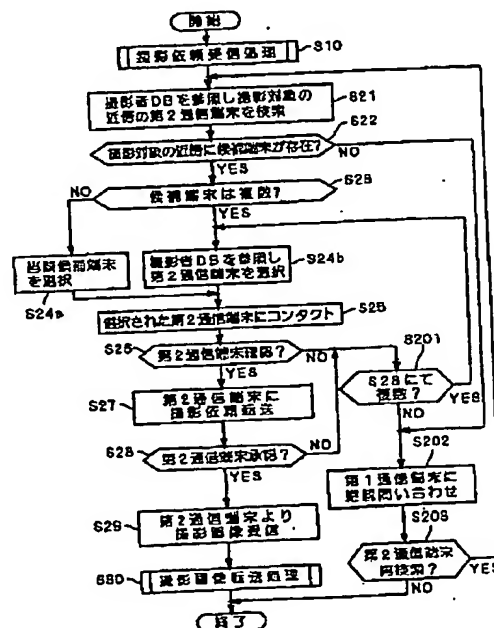 開始
撮影依頼受信処理
S10
撮影者DBを参照し撮影対象の
近傍の第2通信端末を検索
S21
撮影対象の近傍に候補端末が存在?
S22
NO
YES
候補端末は複数?
S23
NO
YES
当該候補端末
を選択
S24a
撮影者DBを参照し
第2通信端末を選択
S24b
選択された第2通信端末にコンタクト
S25
第2通信端末確認?
S26
NO
YES
S23にて
複数?
S201
YES
NO
第2通信端末に
撮影依頼転送
S27
第2通信端末承認?
S28
NO
YES
第1通信端末に
継続問い合わせ
S202
第2通信端末より
撮影画像受信
S29
第2通信端末
再検索?
S203
YES
NO
撮影画像転送処理
S30
終了